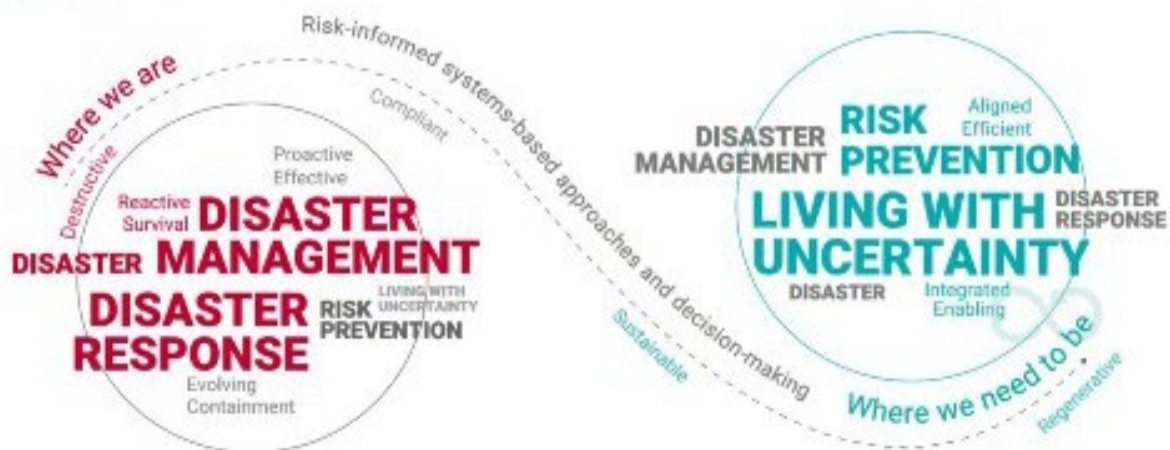 Where we are
Destructive
Risk-informed systems-based approaches and decision-making
Compliant
Proactive
Effective
Reactive
Survival
DISASTER
MANAGEMENT
DISASTER
DISASTER
RESPONSE
RISK
PREVENTION
LIVING WITH
UNCERTAINTY
Evolving
Containment
Sustainable
DISASTER
MANAGEMENT
RISK
PREVENTION
Aligned
Efficient
LIVING WITH
UNCERTAINTY
DISASTER
RESPONSE
DISASTER
Integrated
Enabling
Where we need to be
Regenerative